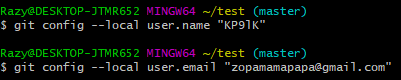 Razy@DESKTOP-JTMR652 MINGW64 ~/test (master)
$ git config --local user.name "KP9lK"
Razy@DESKTOP-JTMR652 MINGW64 ~/test (master)
$ git config --local user.email "zopamamapapa@gmail.com"